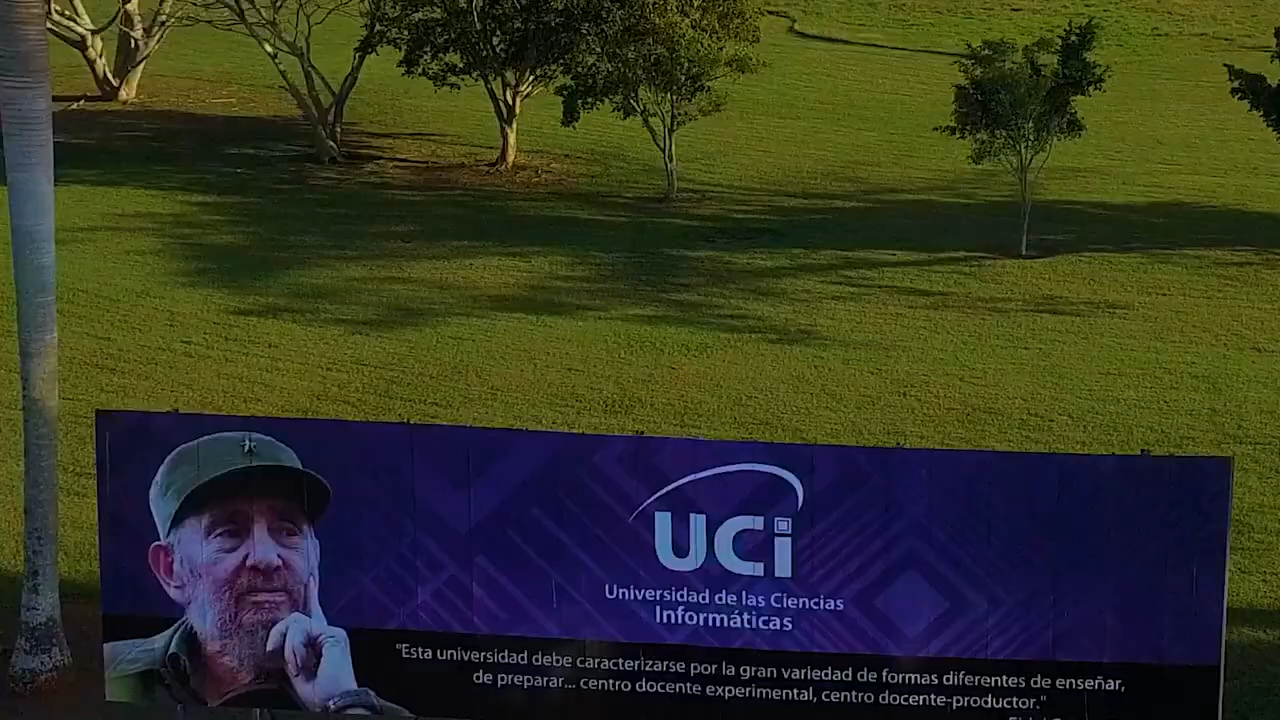 UCi
Universidad de las Ciencias
Informáticas
"Esta universidad debe caracterizarse por la gran variedad de formas diferentes de enseñar,
de preparar... centro docente experimental, centro docente-productor."